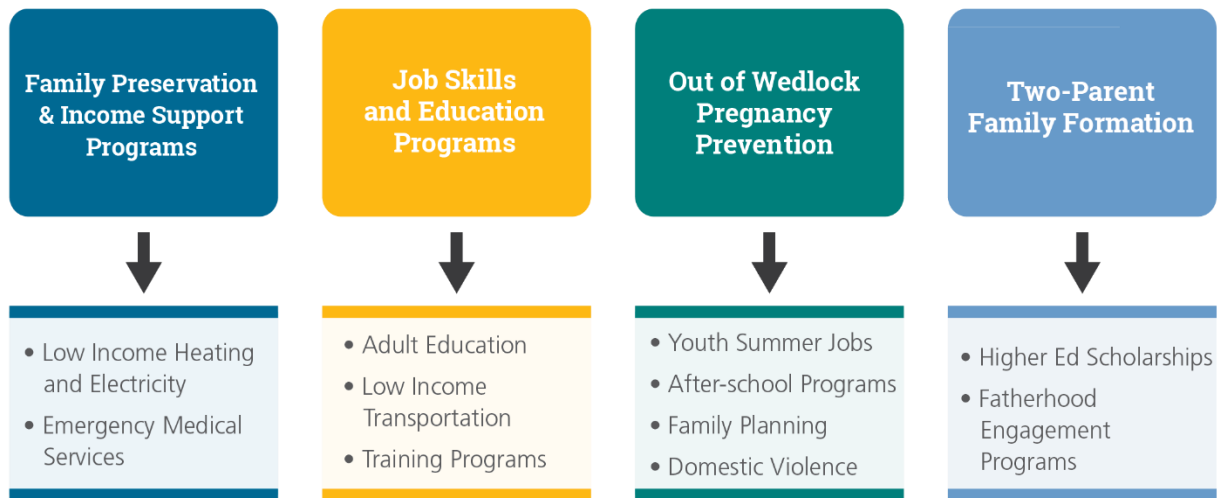 Family Preservation
& Income Support
Programs
Job Skills
and Education
Programs
Out of Wedlock
Pregnancy
Prevention
Two-Parent
Family Formation
• Low Income Heating
and Electricity
• Emergency Medical
Services
• Adult Education
• Low Income
Transportation
• Training Programs
• Youth Summer Jobs
• After-school Programs
• Family Planning
• Domestic Violence
• Higher Ed Scholarships
• Fatherhood
Engagement
Programs